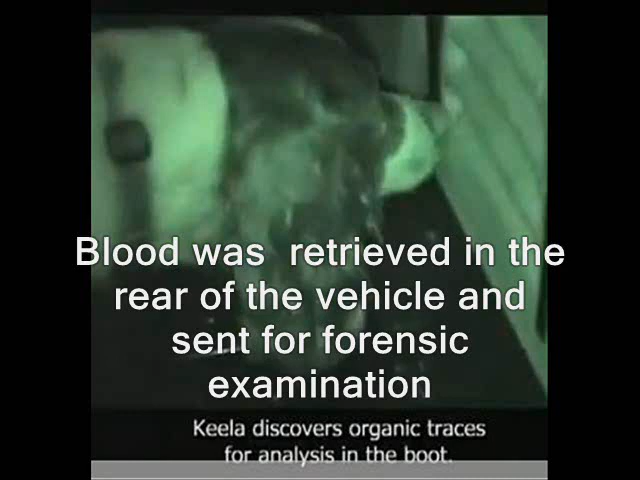 Blood was  retrieved in the
rear of the vehicle and
sent for forensic
examination
Keela discovers organic traces
for analysis in the boot.